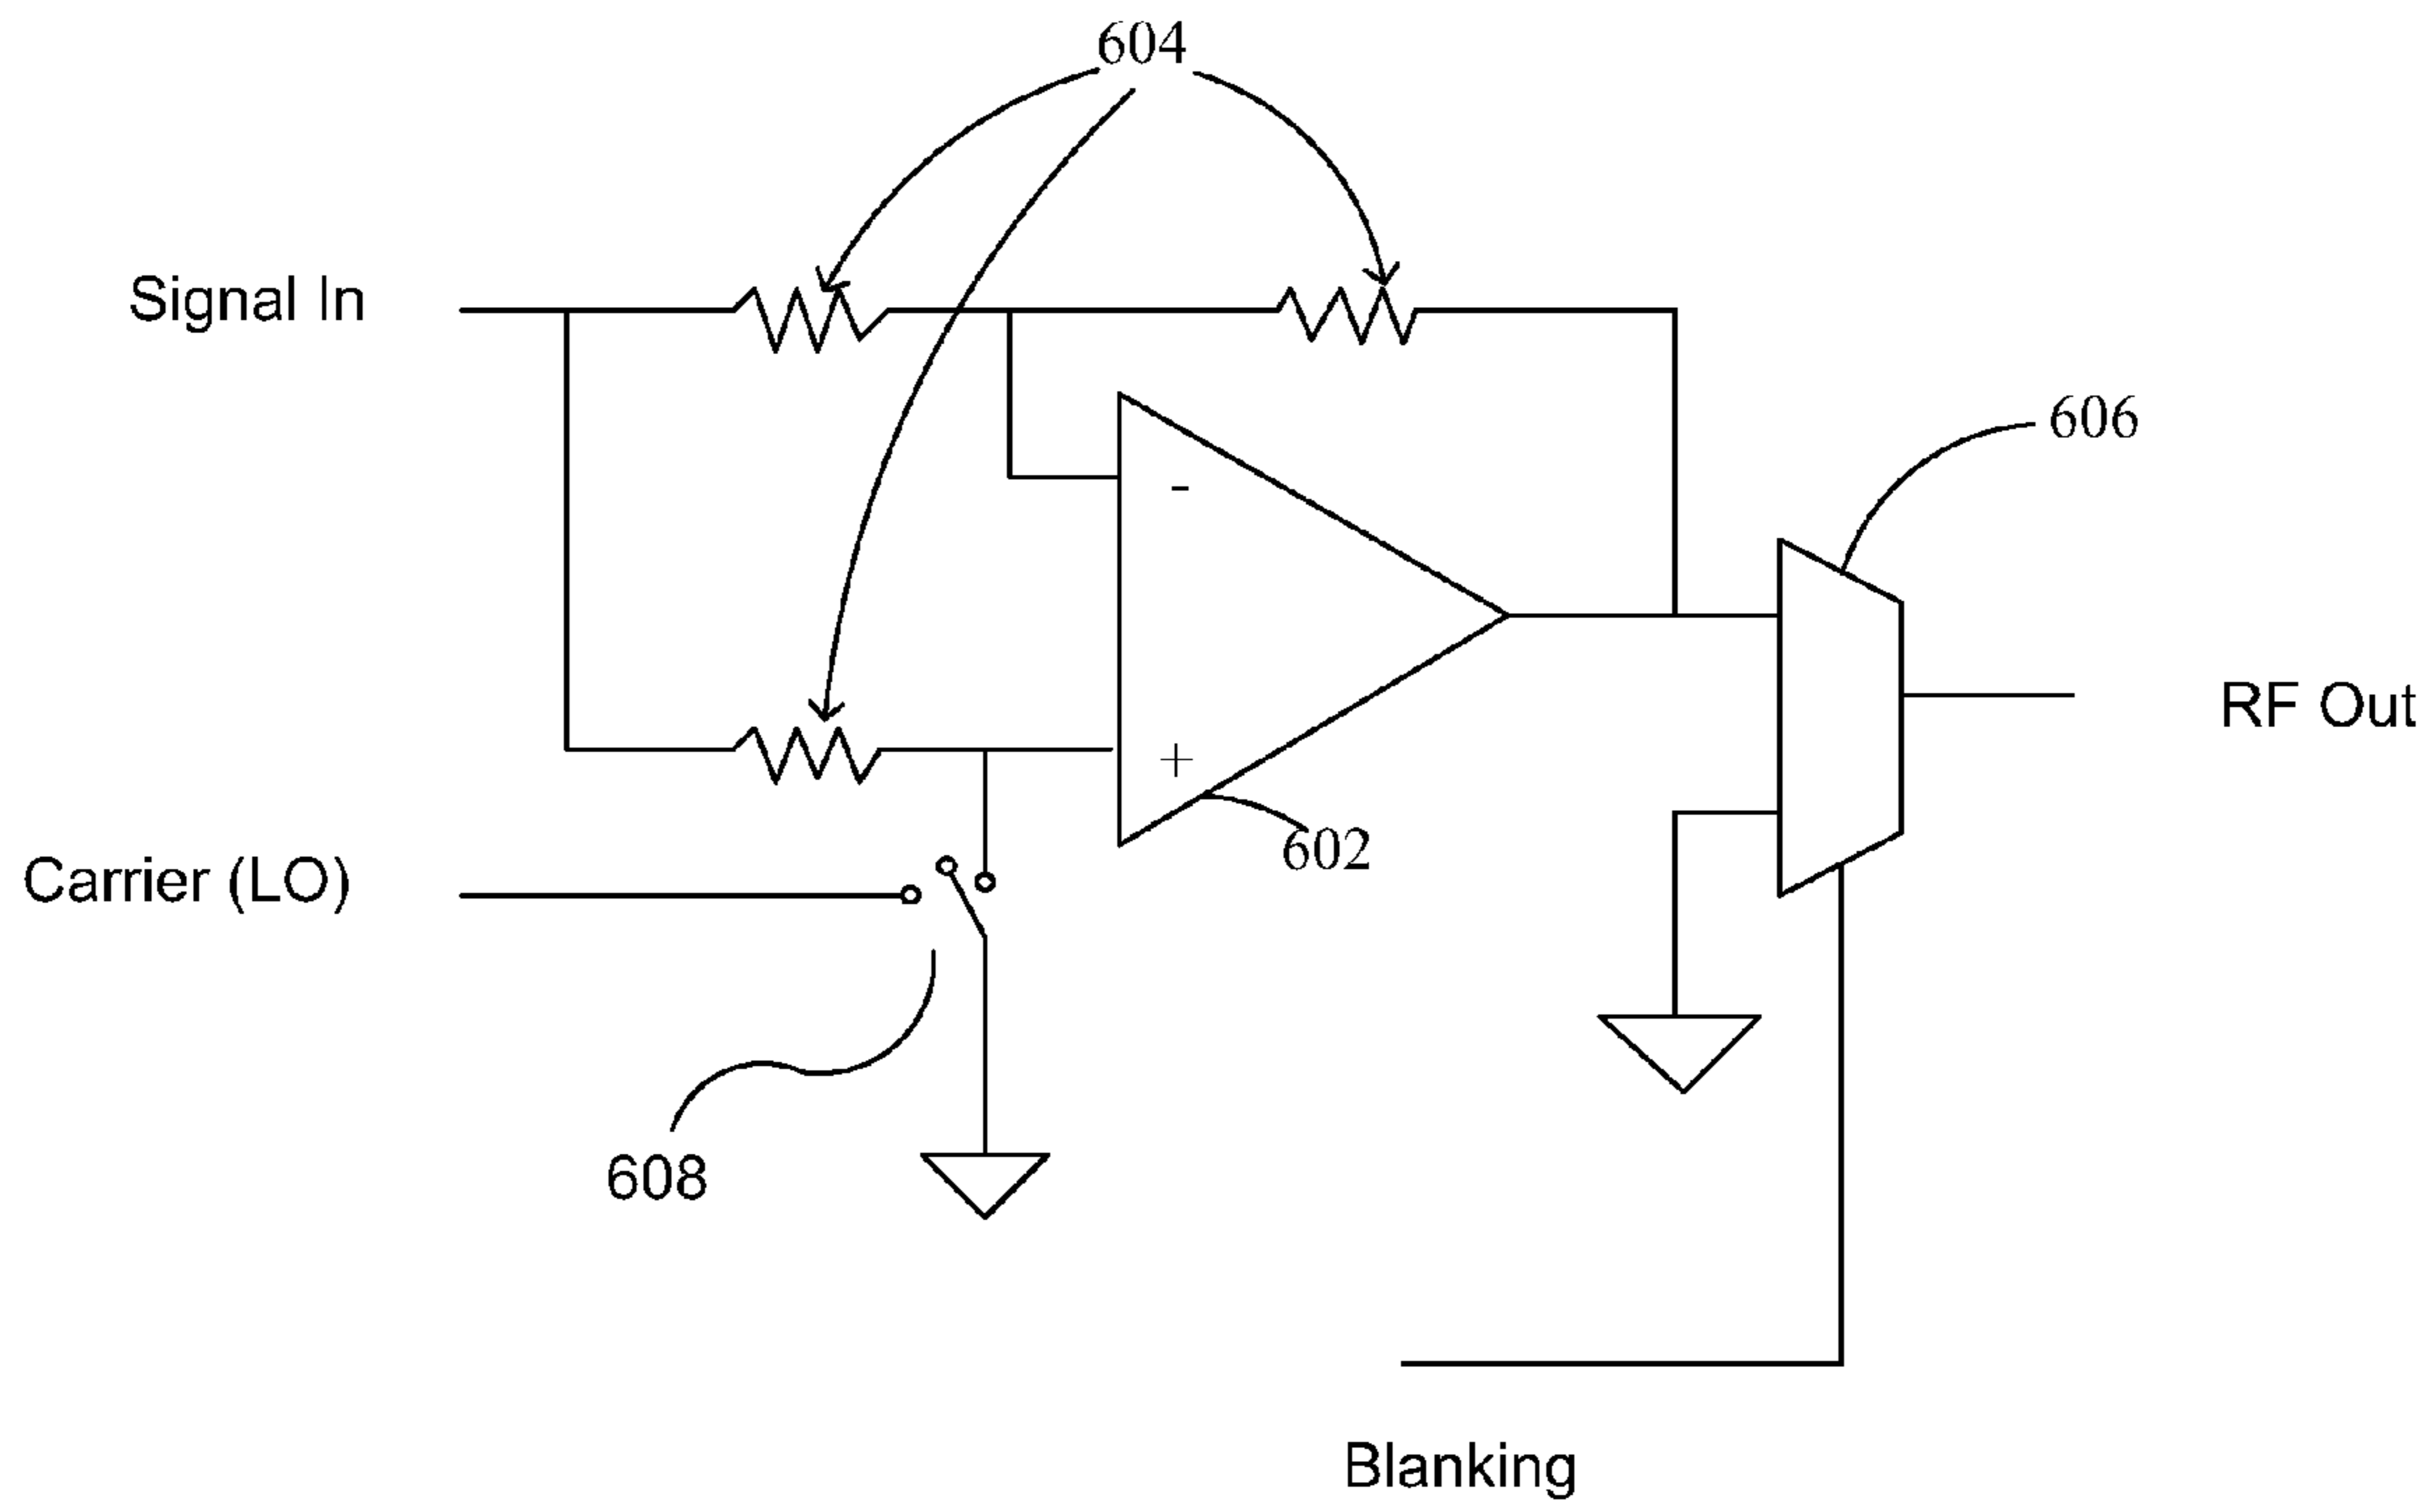 604
Signal In
606
-
RF Out
+
602
Carrier (LO)
608
Blanking